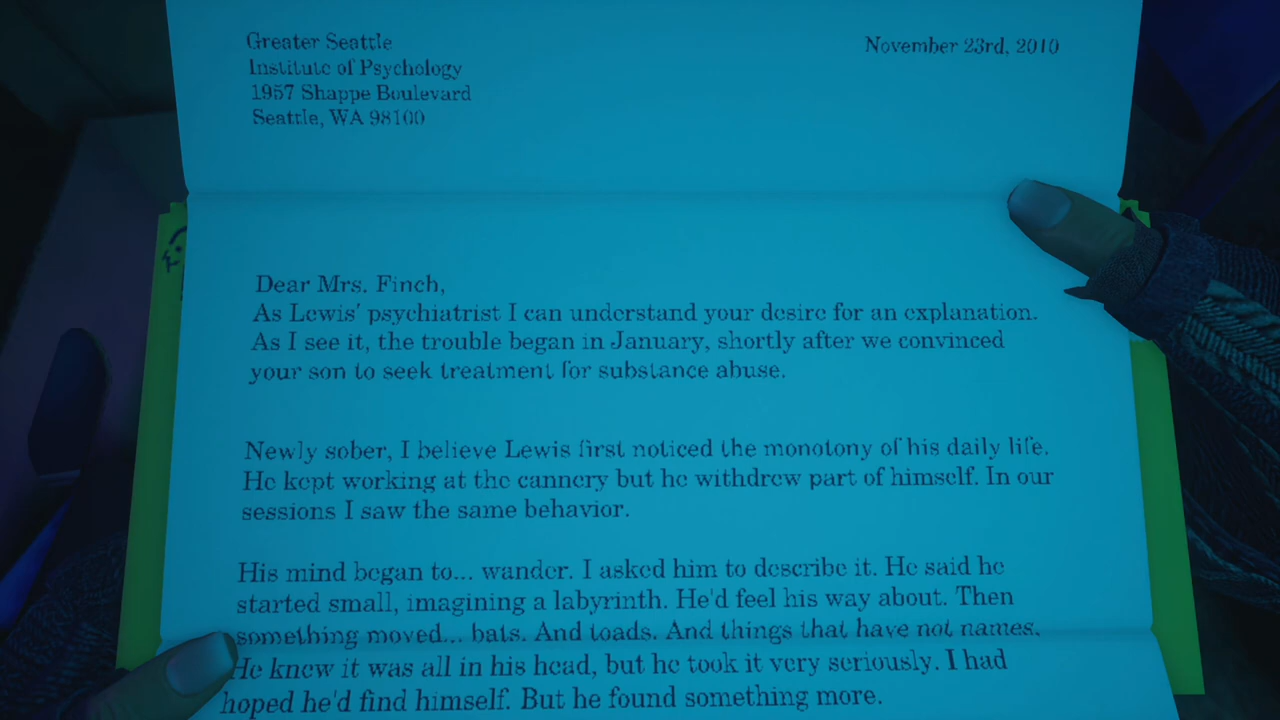 Greater Seattle
November 23rd, 2010
Institute of Psychology
1957 Shappe Boulevard
Seattle, WA 98100
Dear Mrs. Finch,
As Lewis' psychiatrist I can understand your desire for an explanation.
As I see it, the trouble began in January, shortly after we convinced
your son to seek treatment for substance abuse.
Newly sober, I believe Lewis first noticed the monotony of his daily life.
He kept working at the cannery but he withdrew part of himself. In our
sessions I saw the same behavior.
His mind began to... wander. I asked him to describe it. He said he
started small, imagining a labyrinth. He'd feel his way about. Then
something moved... bats. And toads. And things that have not names.
He knew it was all in his head, but he took it very seriously. I had
hoped he'd find himself. But he found something more.